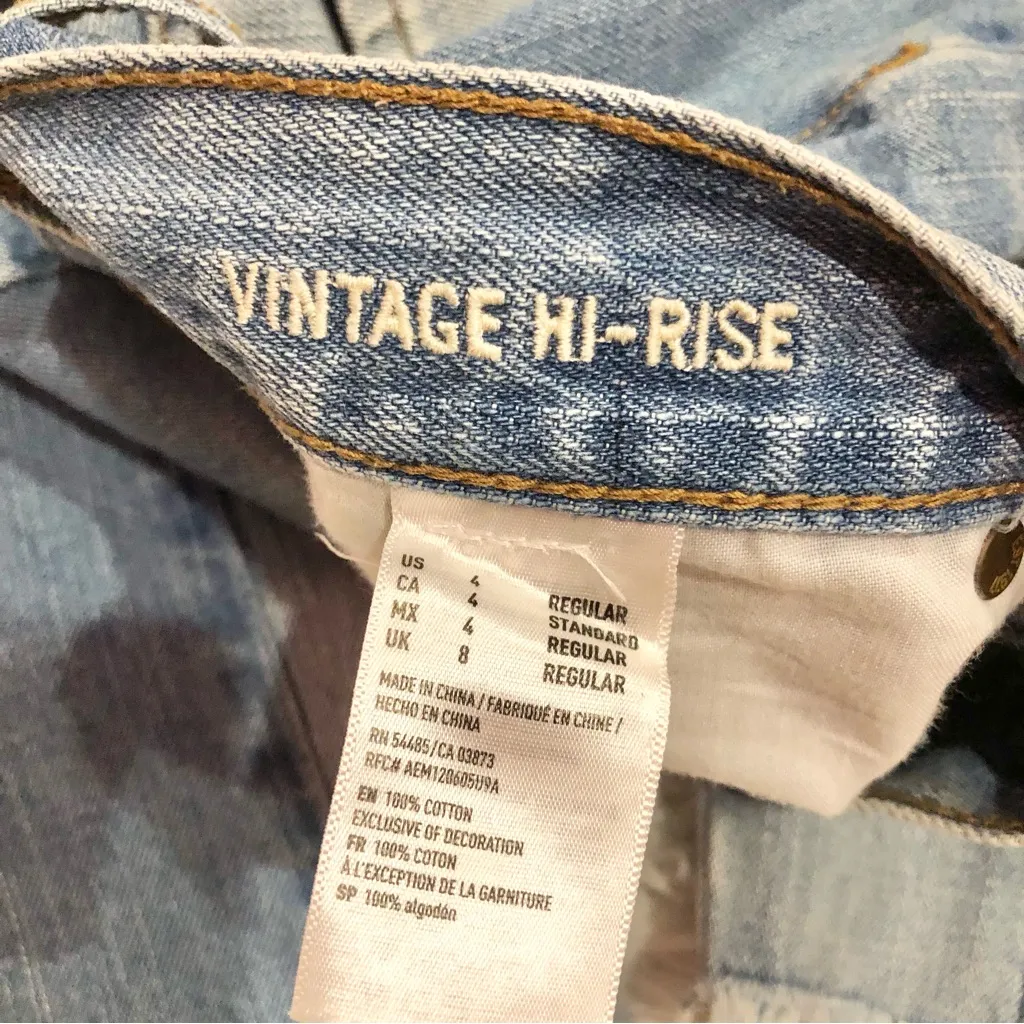 VINTAGE HI-RISE
US 4 REGULAR
CA 4 STANDARD
MX 4 REGULAR
UK 8 REGULAR
MADE IN CHINA / FABRIQUÉ EN CHINE /
HECHO EN CHINA
RN 54485/CA 03873
RFC# AEM120605U9A
EN 100% COTTON
EXCLUSIVE OF DECORATION
FR 100% COTON
À L'EXCEPTION DE LA GARNITURE
SP 100% algodón